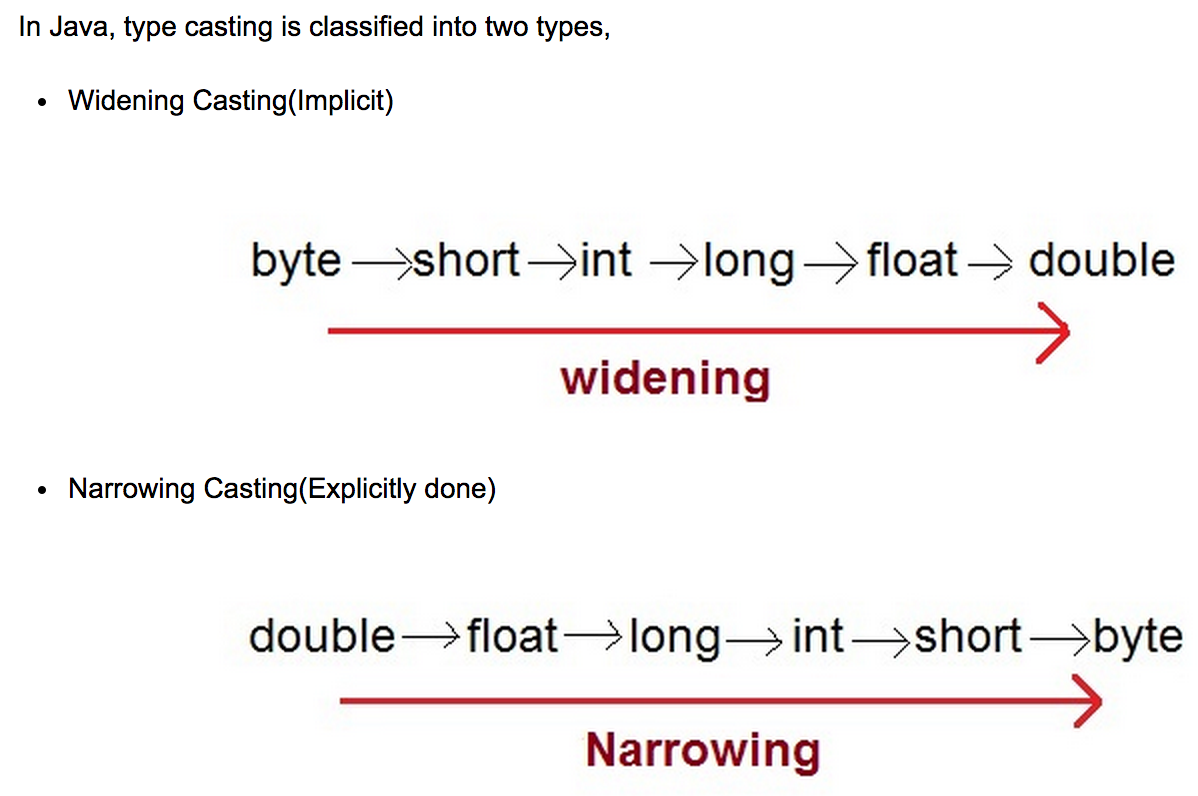 In Java, type casting is classified into two types,
• Widening Casting(Implicit)
byte→short→int→long→float→double
widening
• Narrowing Casting(Explicitly done)
double→float→long→int→short→byte
Narrowing